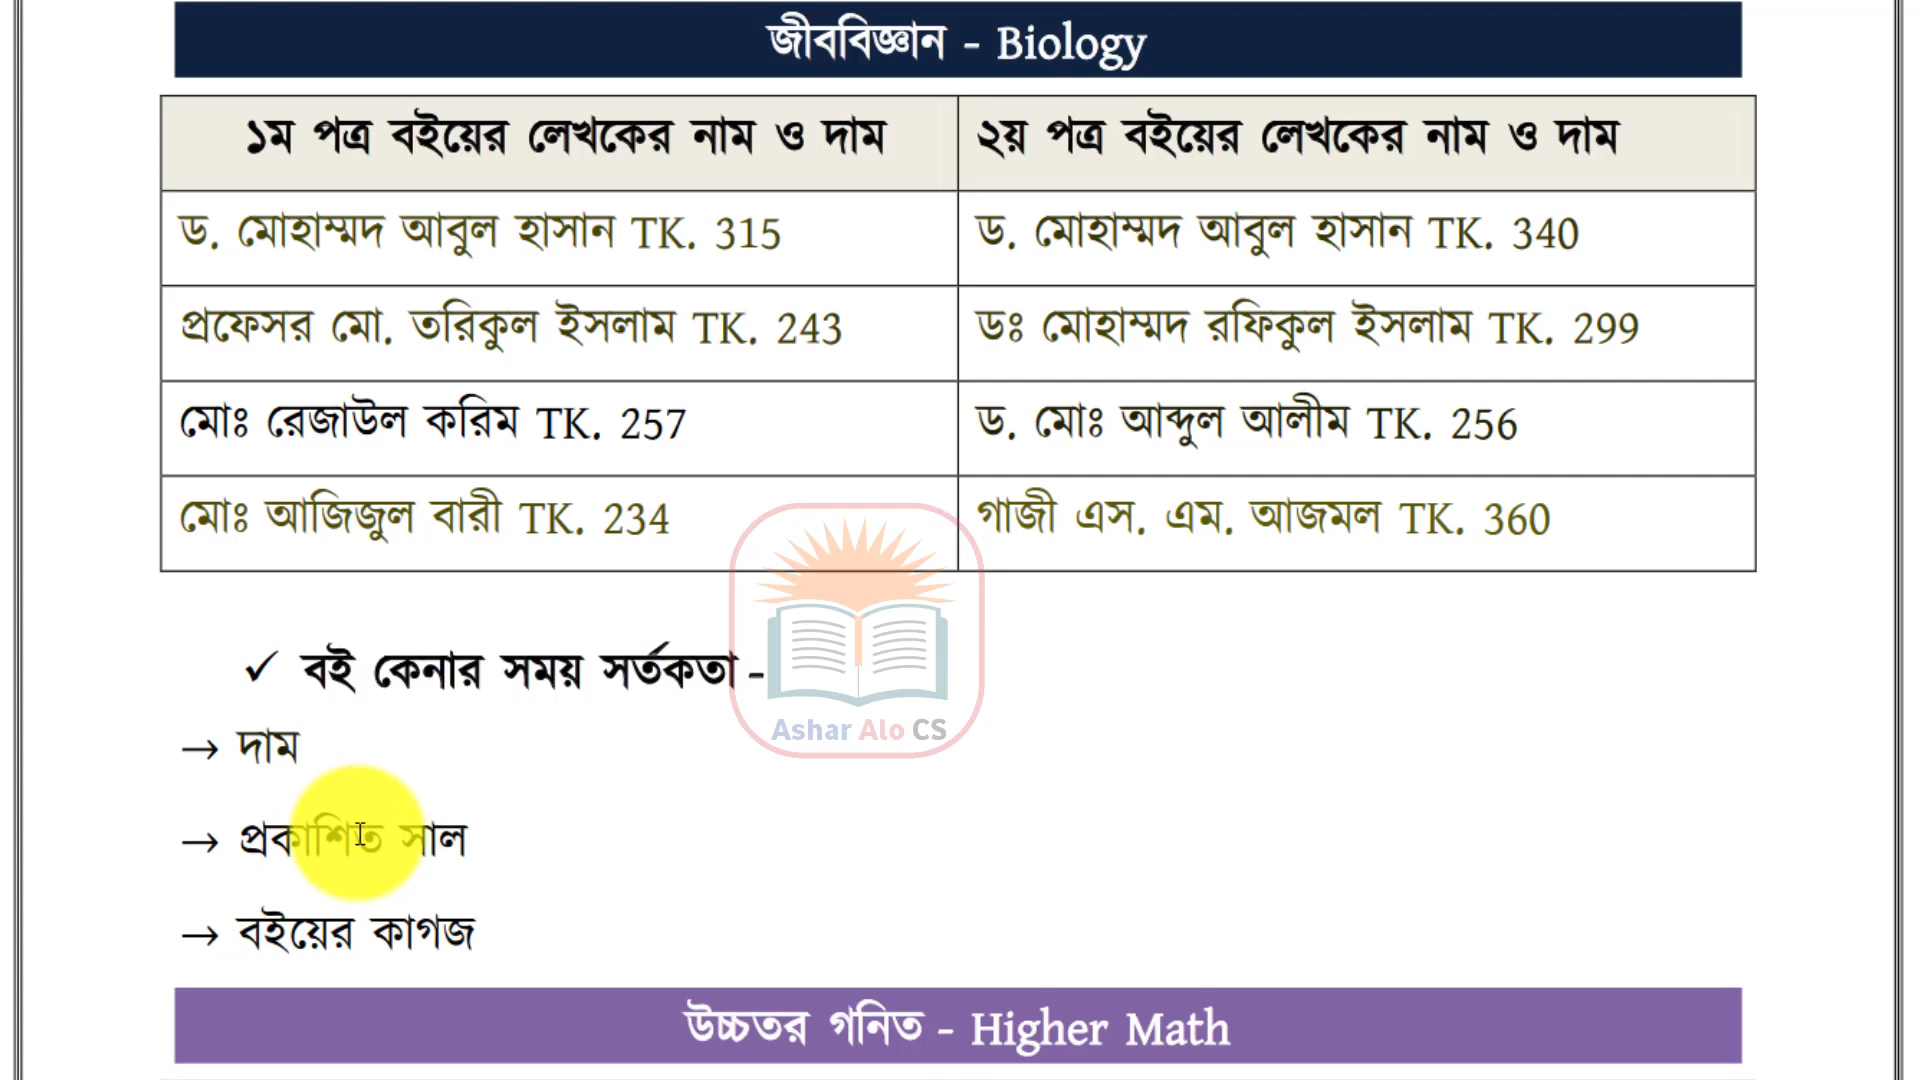 জীববিজ্ঞান - Biology
১ম পত্র বইয়ের লেখকের নাম ও দাম
২য় পত্র বইয়ের লেখকের নাম ও দাম
ড. মোহাম্মদ আবুল হাসান TK. 315
ড. মোহাম্মদ আবুল হাসান TK. 340
প্রফেসর মো. তরিকুল ইসলাম TK. 243
ডঃ মোহাম্মদ রফিকুল ইসলাম TK. 299
মোঃ রেজাউল করিম TK. 257
ড. মোঃ আব্দুল আলীম TK. 256
মোঃ আজিজুল বারী TK. 234
গাজী এস. এম. আজমল TK. 360
✓ বই কেনার সময় সর্তকতা -
Ashar Alo CS
→ দাম
→ প্রকাশিত সাল
→ বইয়ের কাগজ
উচ্চতর গনিত - Higher Math